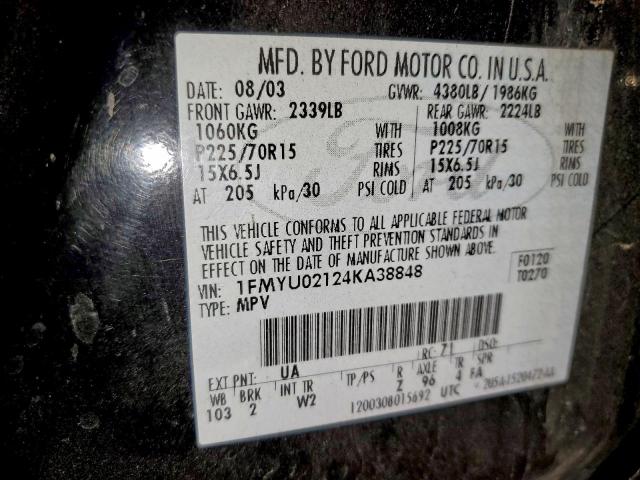 MFD. BY FORD MOTOR CO. IN U.S.A.
DATE: 08/03 GVWR: 4380LB/ 1986KG
FRONT GAWR: 2339LB REAR GAWR: 2224LB
1060KG WITH 1008KG WITH
P225/70R15 TIRES P225/70R15 TIRES
15X6.5J RIMS 15X6.5J RIMS
AT 205 kPa/30 PSI COLD AT 205 kPa/30 PSI COLD
Ford
THIS VEHICLE CONFORMS TO ALL APPLICABLE FEDERAL MOTOR
VEHICLE SAFETY AND THEFT PREVENTION STANDARDS IN
EFFECT ON THE DATE OF MANUFACTURE SHOWN ABOVE.
VIN: 1FMYU02124KA38848 F0120
TYPE: MPV T0270
RC: 71 DSO:
EXT PNT: UA
WB BRK INT TR TP/PS R AXLE TR SPR
103 2 W2 Z 96 4 FA
1200308015692 UTC